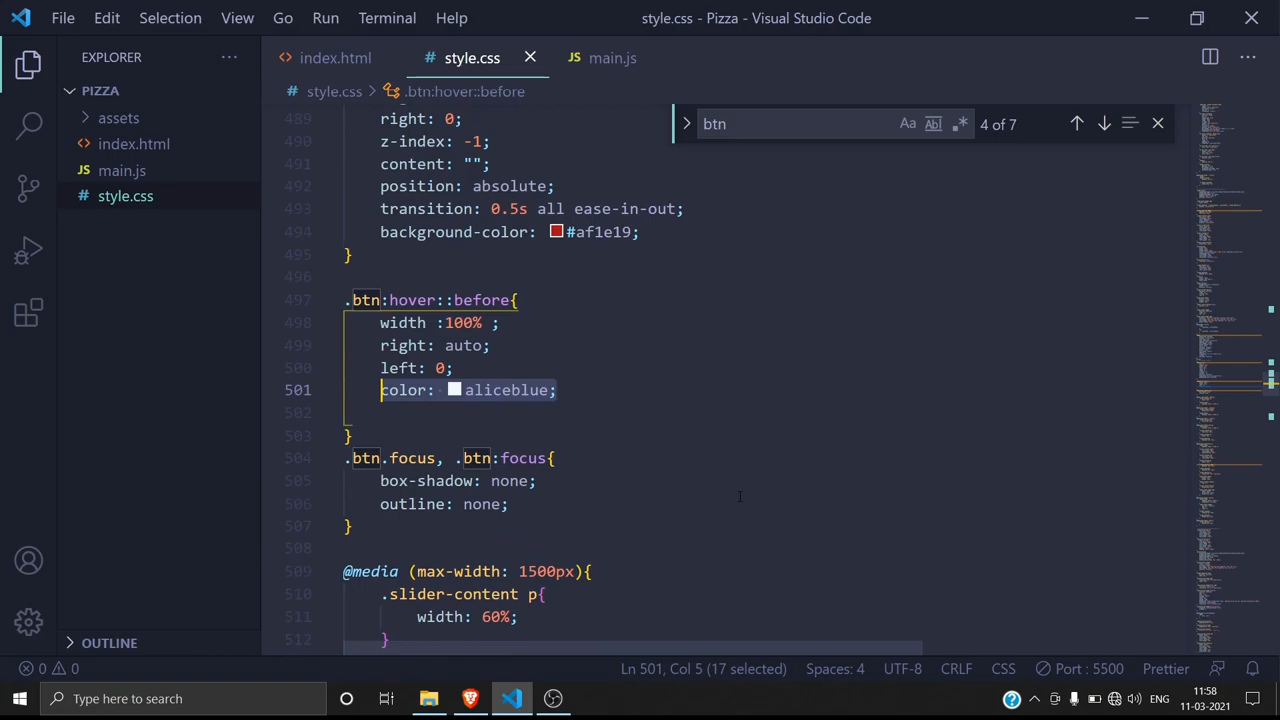 File Edit Selection View Go Run Terminal Help style.css - Pizza - Visual Studio Code
EXPLORER
PIZZA
assets
index.html
main.js
style.css
OUTLINE
index.html style.css JS main.js
style.css > .btn:hover::before
btn Aa Ab 4 of 7
489 right: 0;
490 z-index: -1;
491 content: "";
492 position: absolute;
493 transition: 0.5s all ease-in-out;
494 background-color: #af1e19;
495 }
496
497 .btn:hover::before{
498 width :100% ;
499 right: auto;
500 left: 0;
501 color: aliceblue;
502
503 }
504 .btn.focus, .btn:focus{
505 box-shadow: none;
506 outline: none;
507 }
508
509 @media (max-width: 1500px){
510 .slider-content p{
511 width: 60%;
512 }
0 0 Ln 501, Col 5 (17 selected) Spaces: 4 UTF-8 CRLF CSS Port : 5500 Prettier
Type here to search
ENG
11:58
11-03-2021